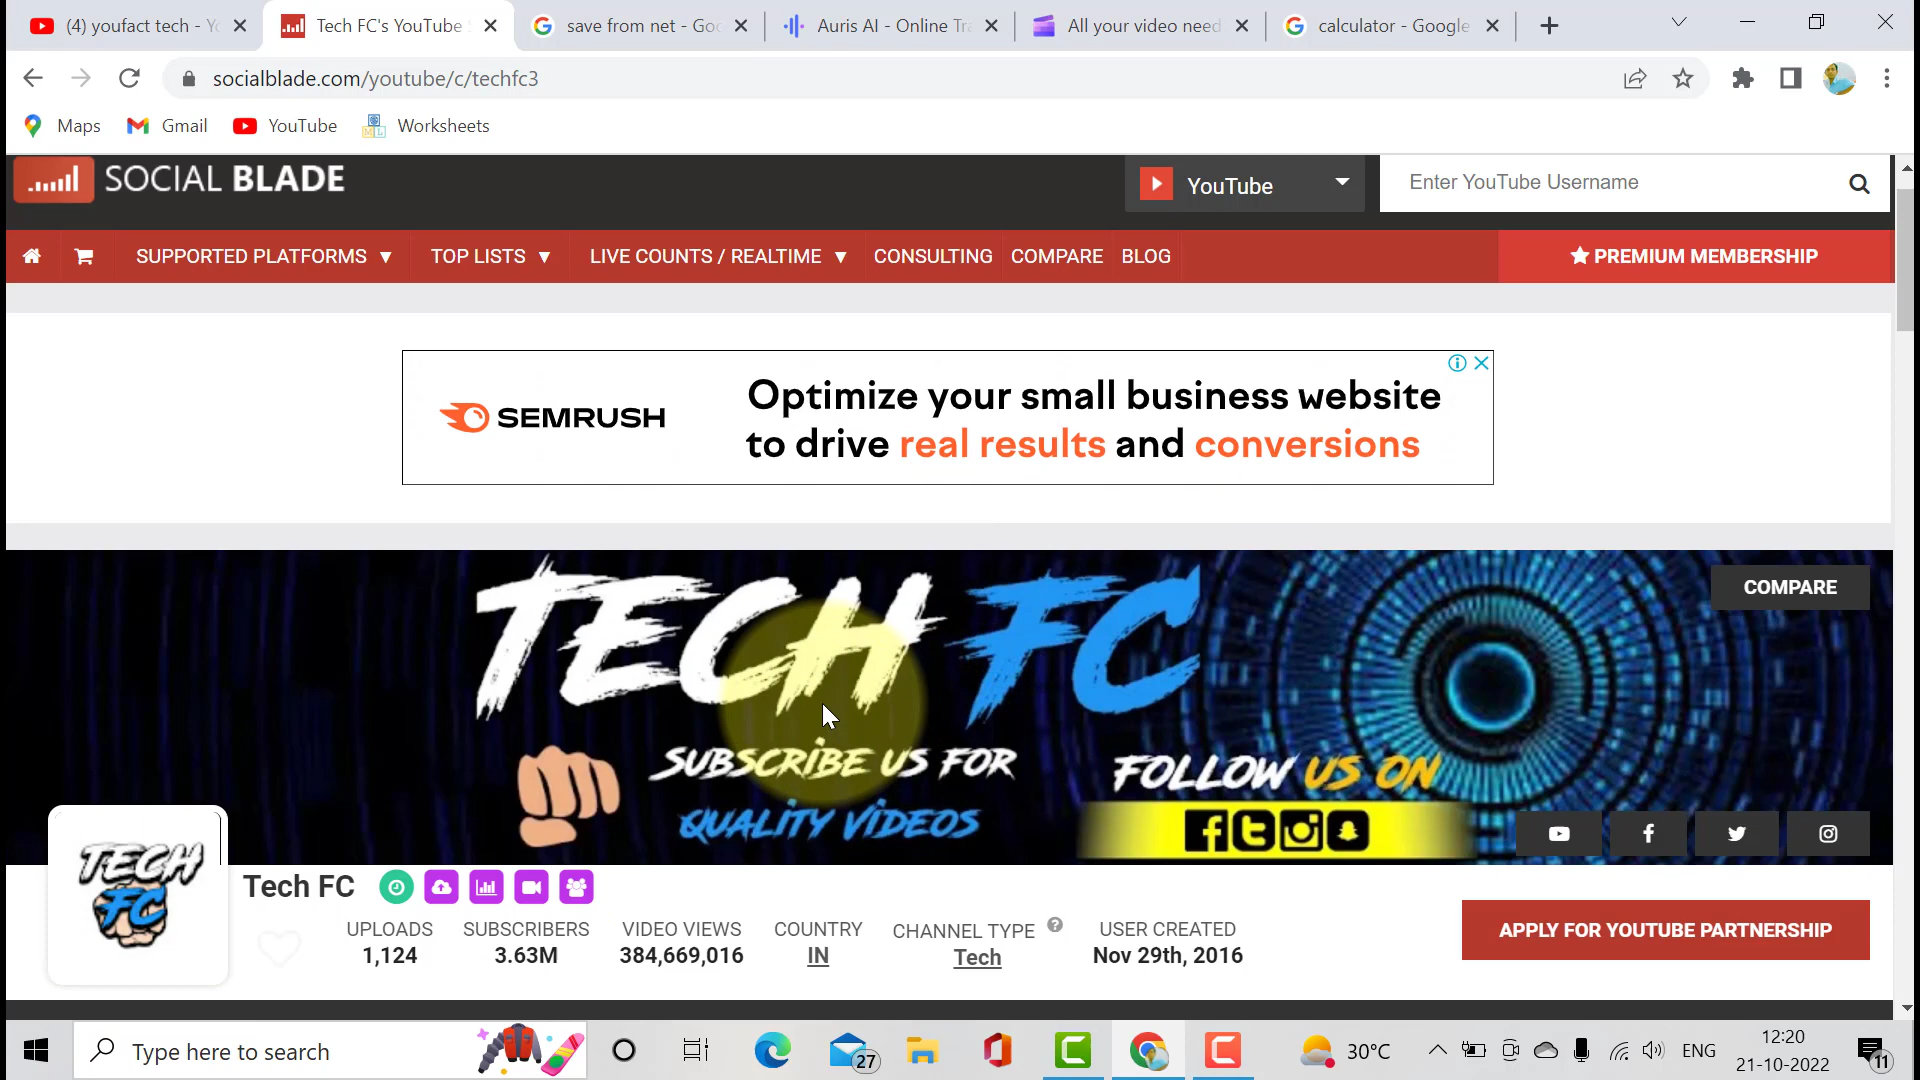 (4) youfact tech - Yo
Tech FC's YouTube S
save from net - Goo
Auris AI - Online Tra
All your video need
calculator - Google
socialblade.com/youtube/c/techfc3
Maps
Gmail
YouTube
Worksheets
SOCIAL BLADE
YouTube
Enter YouTube Username
SUPPORTED PLATFORMS ▼
TOP LISTS ▼
LIVE COUNTS / REALTIME ▼
CONSULTING
COMPARE
BLOG
PREMIUM MEMBERSHIP
SEMRUSH
Optimize your small business website
to drive real results and conversions
COMPARE
TECH FC
SUBSCRIBE US FOR
QUALITY VIDEOS
FOLLOW US ON
TECH
FC
Tech FC
UPLOADS
1,124
SUBSCRIBERS
3.63M
VIDEO VIEWS
384,669,016
COUNTRY
IN
CHANNEL TYPE
Tech
USER CREATED
Nov 29th, 2016
APPLY FOR YOUTUBE PARTNERSHIP
Type here to search
27
30°C
ENG
12:20
21-10-2022
11